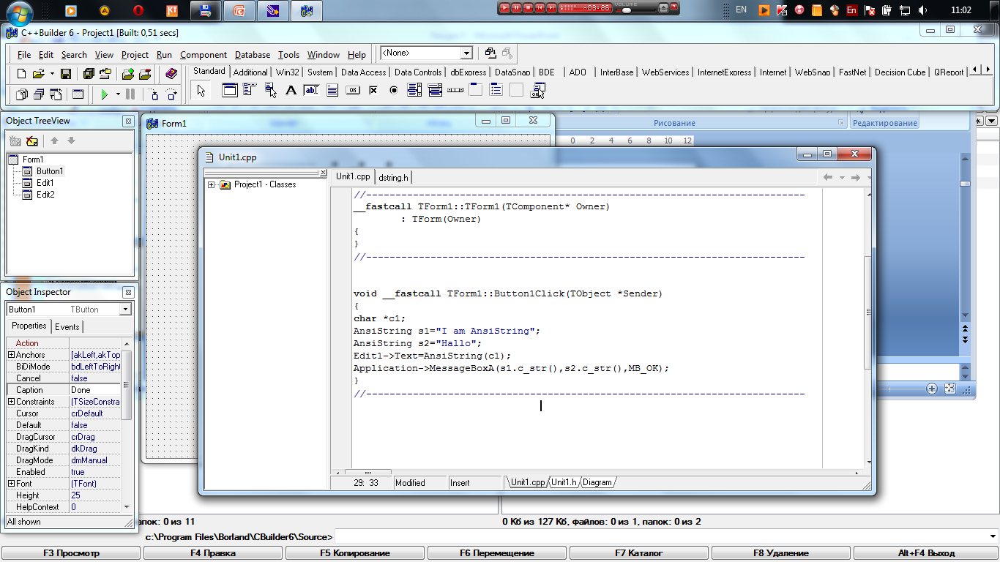 -03:26
VOLUME
EN
En
11:02
C++Builder 6 - Project1 [Built: 0,51 secs]
File Edit Search View Project Run Component Database Tools Window Help
<None>
Standard Additional Win32 System Data Access Data Controls dbExpress DataSnap BDE ADO InterBase WebServices InternetExpress Internet WebSnap FastNet Decision Cube QReport
Object TreeView
Form1
Button1
Edit1
Edit2
Form1
Рисование
Редактирование
0 2 4 6 8 10 12
Unit1.cpp
Project1 - Classes
Unit1.cpp dstring.h
//---------------------------------------------------------------------------
__fastcall TForm1::TForm1(TComponent* Owner)
: TForm(Owner)
{
}
//---------------------------------------------------------------------------
void __fastcall TForm1::Button1Click(TObject *Sender)
{
char *c1;
AnsiString s1="I am AnsiString";
AnsiString s2="Hallo";
Edit1->Text=AnsiString(c1);
Application->MessageBoxA(s1.c_str(),s2.c_str(),MB_OK);
}
//---------------------------------------------------------------------------
29: 33 Modified Insert Unit1.cpp Unit1.h Diagram
Object Inspector
Button1 TButton
Properties Events
Action
Anchors [akLeft,akTop
BiDiMode bdLeftToRight
Cancel false
Caption Done
Constraints (TSizeConstra
Cursor crDefault
Default false
DragCursor crDrag
DragKind dkDrag
DragMode dmManual
Enabled true
Font (TFont)
Height 25
HelpContext 0
All shown
папок: 0 из 11
0 Кб из 127 Кб, файлов: 0 из 1, папок: 0 из 2
c:\Program Files\Borland\CBuilder6\Source>
F3 Просмотр F4 Правка F5 Копирование F6 Перемещение F7 Каталог F8 Удаление Alt+F4 Выход